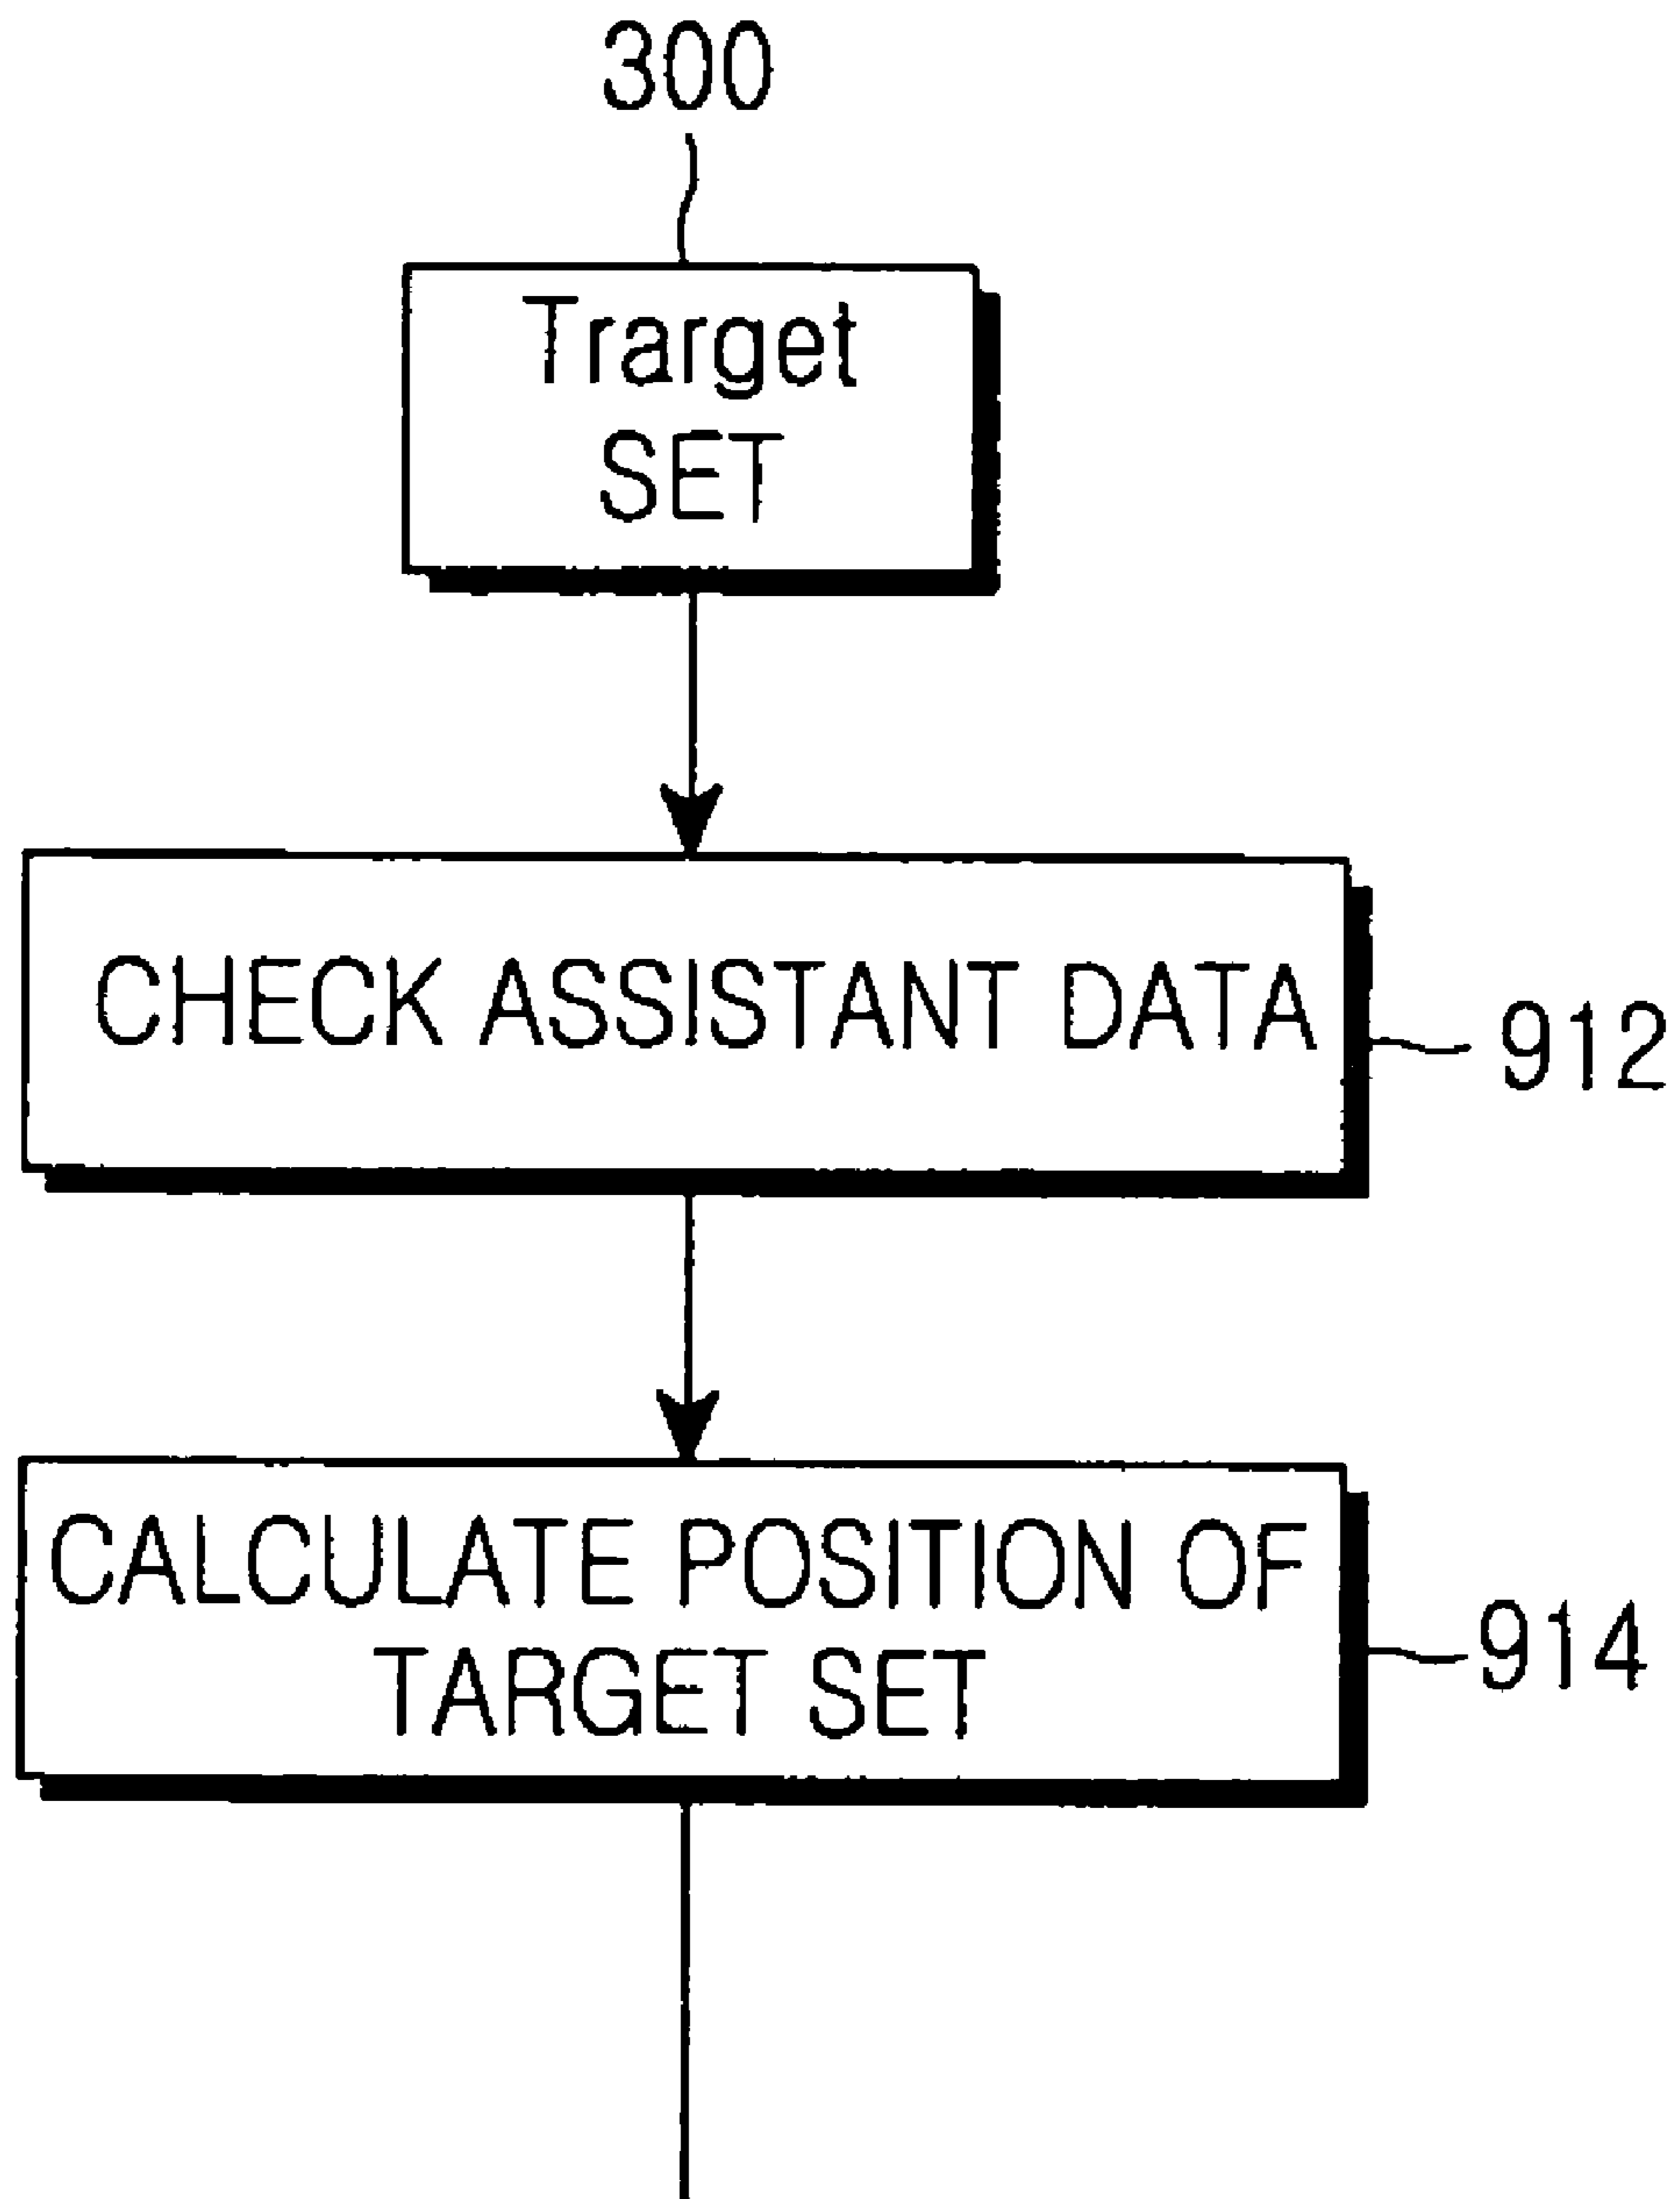 300
Trarget
SET
CHECK ASSISTANT DATA
912
CALCULATE POSITION OF
TARGET SET
914